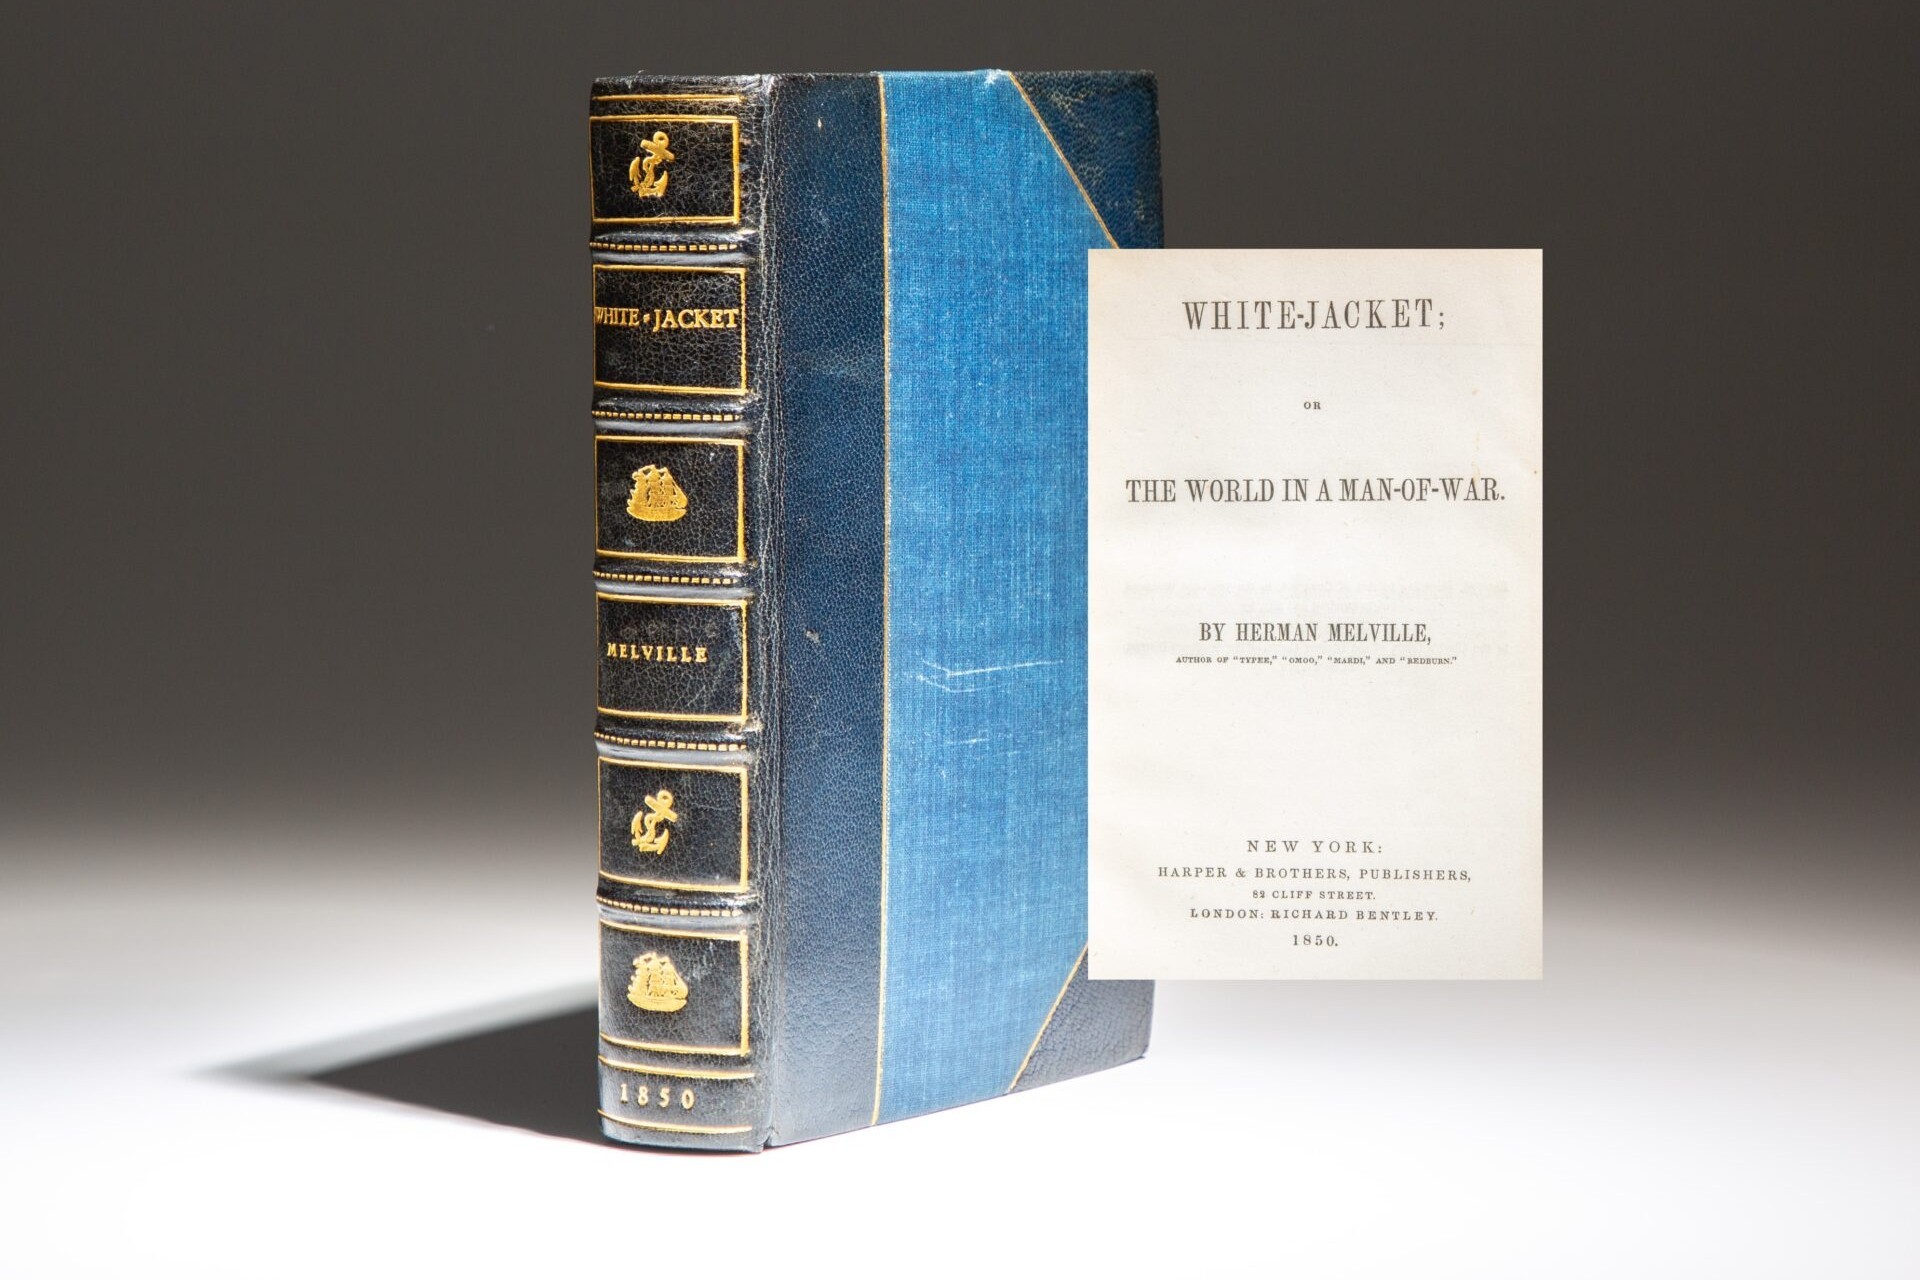 WHITE-JACKET
MELVILLE
1850
WHITE-JACKET;
OR
THE WORLD IN A MAN-OF-WAR.
BY HERMAN MELVILLE,
AUTHOR OF "TYPEE," "OMOO," "MARDI," AND "REDBURN."
NEW YORK:
HARPER & BROTHERS, PUBLISHERS,
82 CLIFF STREET.
LONDON: RICHARD BENTLEY.
1850.